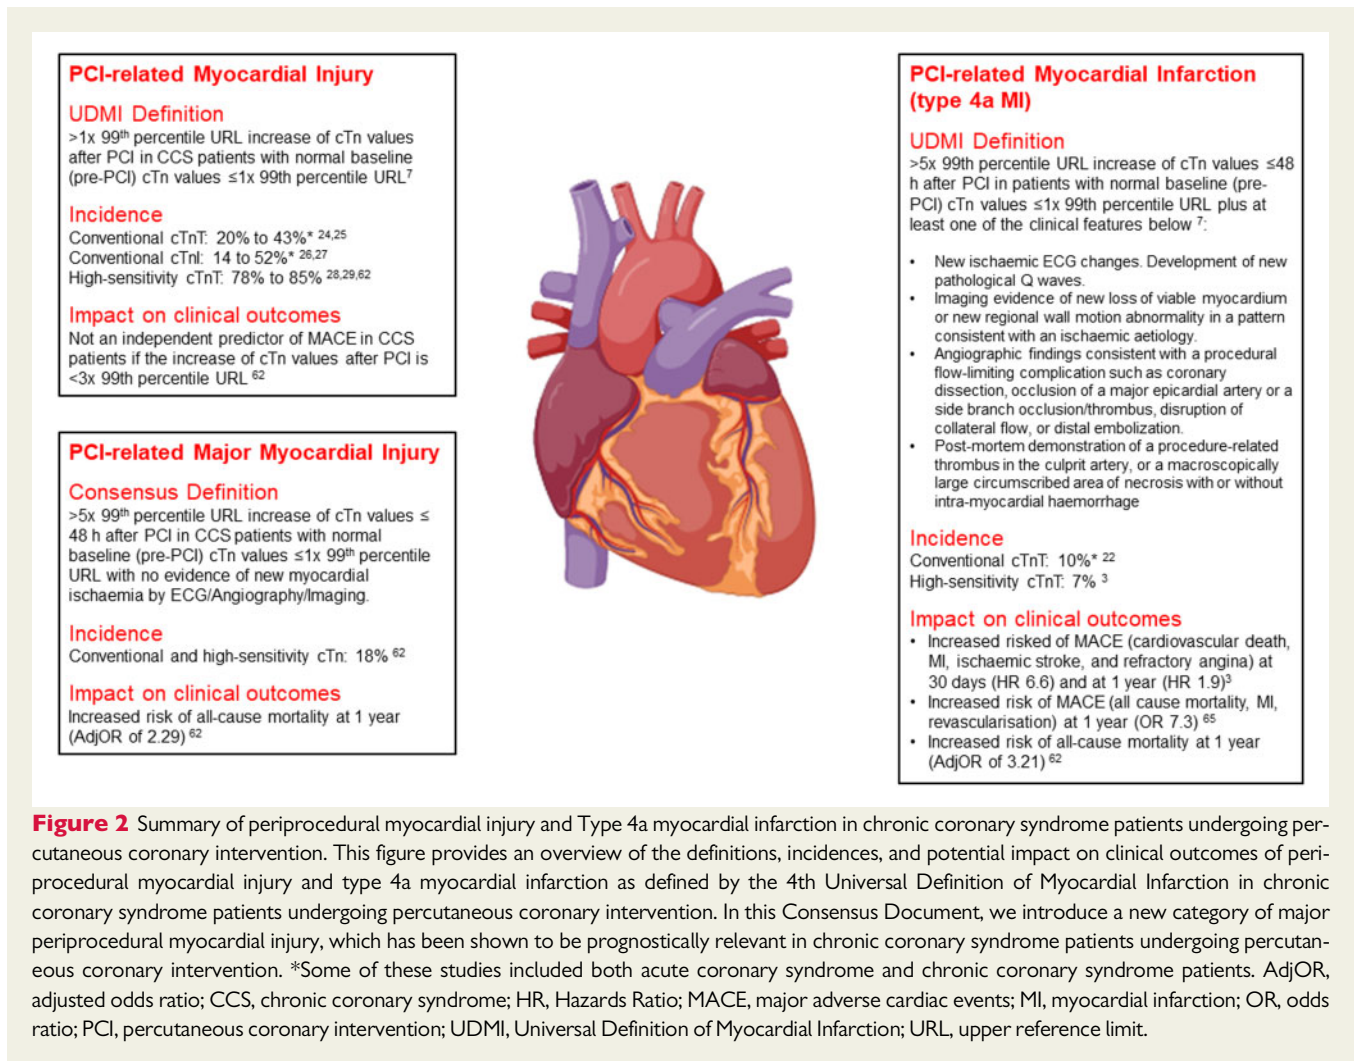 PCI-related Myocardial Injury
UDMI Definition
>1x 99th percentile URL increase of cTn values
after PCI in CCS patients with normal baseline
(pre-PCI) cTn values ≤1x 99th percentile URL7
Incidence
Conventional cTnT: 20% to 43%* 24,25
Conventional cTnI: 14 to 52%* 26,27
High-sensitivity cTnT: 78% to 85% 28,29,62
Impact on clinical outcomes
Not an independent predictor of MACE in CCS
patients if the increase of cTn values after PCI is
<3x 99th percentile URL 62
PCI-related Major Myocardial Injury
Consensus Definition
>5x 99th percentile URL increase of cTn values ≤
48 h after PCI in CCS patients with normal
baseline (pre-PCI) cTn values ≤1x 99th percentile
URL with no evidence of new myocardial
ischaemia by ECG/Angiography/Imaging.
Incidence
Conventional and high-sensitivity cTn: 18% 62
Impact on clinical outcomes
Increased risk of all-cause mortality at 1 year
(AdjOR of 2.29) 62
PCI-related Myocardial Infarction
(type 4a MI)
UDMI Definition
>5x 99th percentile URL increase of cTn values ≤48
h after PCI in patients with normal baseline (pre-
PCI) cTn values ≤1x 99th percentile URL plus at
least one of the clinical features below 7:
• New ischaemic ECG changes. Development of new
pathological Q waves.
• Imaging evidence of new loss of viable myocardium
or new regional wall motion abnormality in a pattern
consistent with an ischaemic aetiology.
• Angiographic findings consistent with a procedural
flow-limiting complication such as coronary
dissection, occlusion of a major epicardial artery or a
side branch occlusion/thrombus, disruption of
collateral flow, or distal embolization.
• Post-mortem demonstration of a procedure-related
thrombus in the culprit artery, or a macroscopically
large circumscribed area of necrosis with or without
intra-myocardial haemorrhage
Incidence
Conventional cTnT: 10%* 22
High-sensitivity cTnT: 7% 3
Impact on clinical outcomes
• Increased risked of MACE (cardiovascular death,
MI, ischaemic stroke, and refractory angina) at
30 days (HR 6.6) and at 1 year (HR 1.9)3
• Increased risk of MACE (all cause mortality, MI,
revascularisation) at 1 year (OR 7.3) 65
• Increased risk of all-cause mortality at 1 year
(AdjOR of 3.21) 62
Figure 2 Summary of periprocedural myocardial injury and Type 4a myocardial infarction in chronic coronary syndrome patients undergoing per-
cutaneous coronary intervention. This figure provides an overview of the definitions, incidences, and potential impact on clinical outcomes of peri-
procedural myocardial injury and type 4a myocardial infarction as defined by the 4th Universal Definition of Myocardial Infarction in chronic
coronary syndrome patients undergoing percutaneous coronary intervention. In this Consensus Document, we introduce a new category of major
periprocedural myocardial injury, which has been shown to be prognostically relevant in chronic coronary syndrome patients undergoing percutan-
eous coronary intervention. *Some of these studies included both acute coronary syndrome and chronic coronary syndrome patients. AdjOR,
adjusted odds ratio; CCS, chronic coronary syndrome; HR, Hazards Ratio; MACE, major adverse cardiac events; MI, myocardial infarction; OR, odds
ratio; PCI, percutaneous coronary intervention; UDMI, Universal Definition of Myocardial Infarction; URL, upper reference limit.